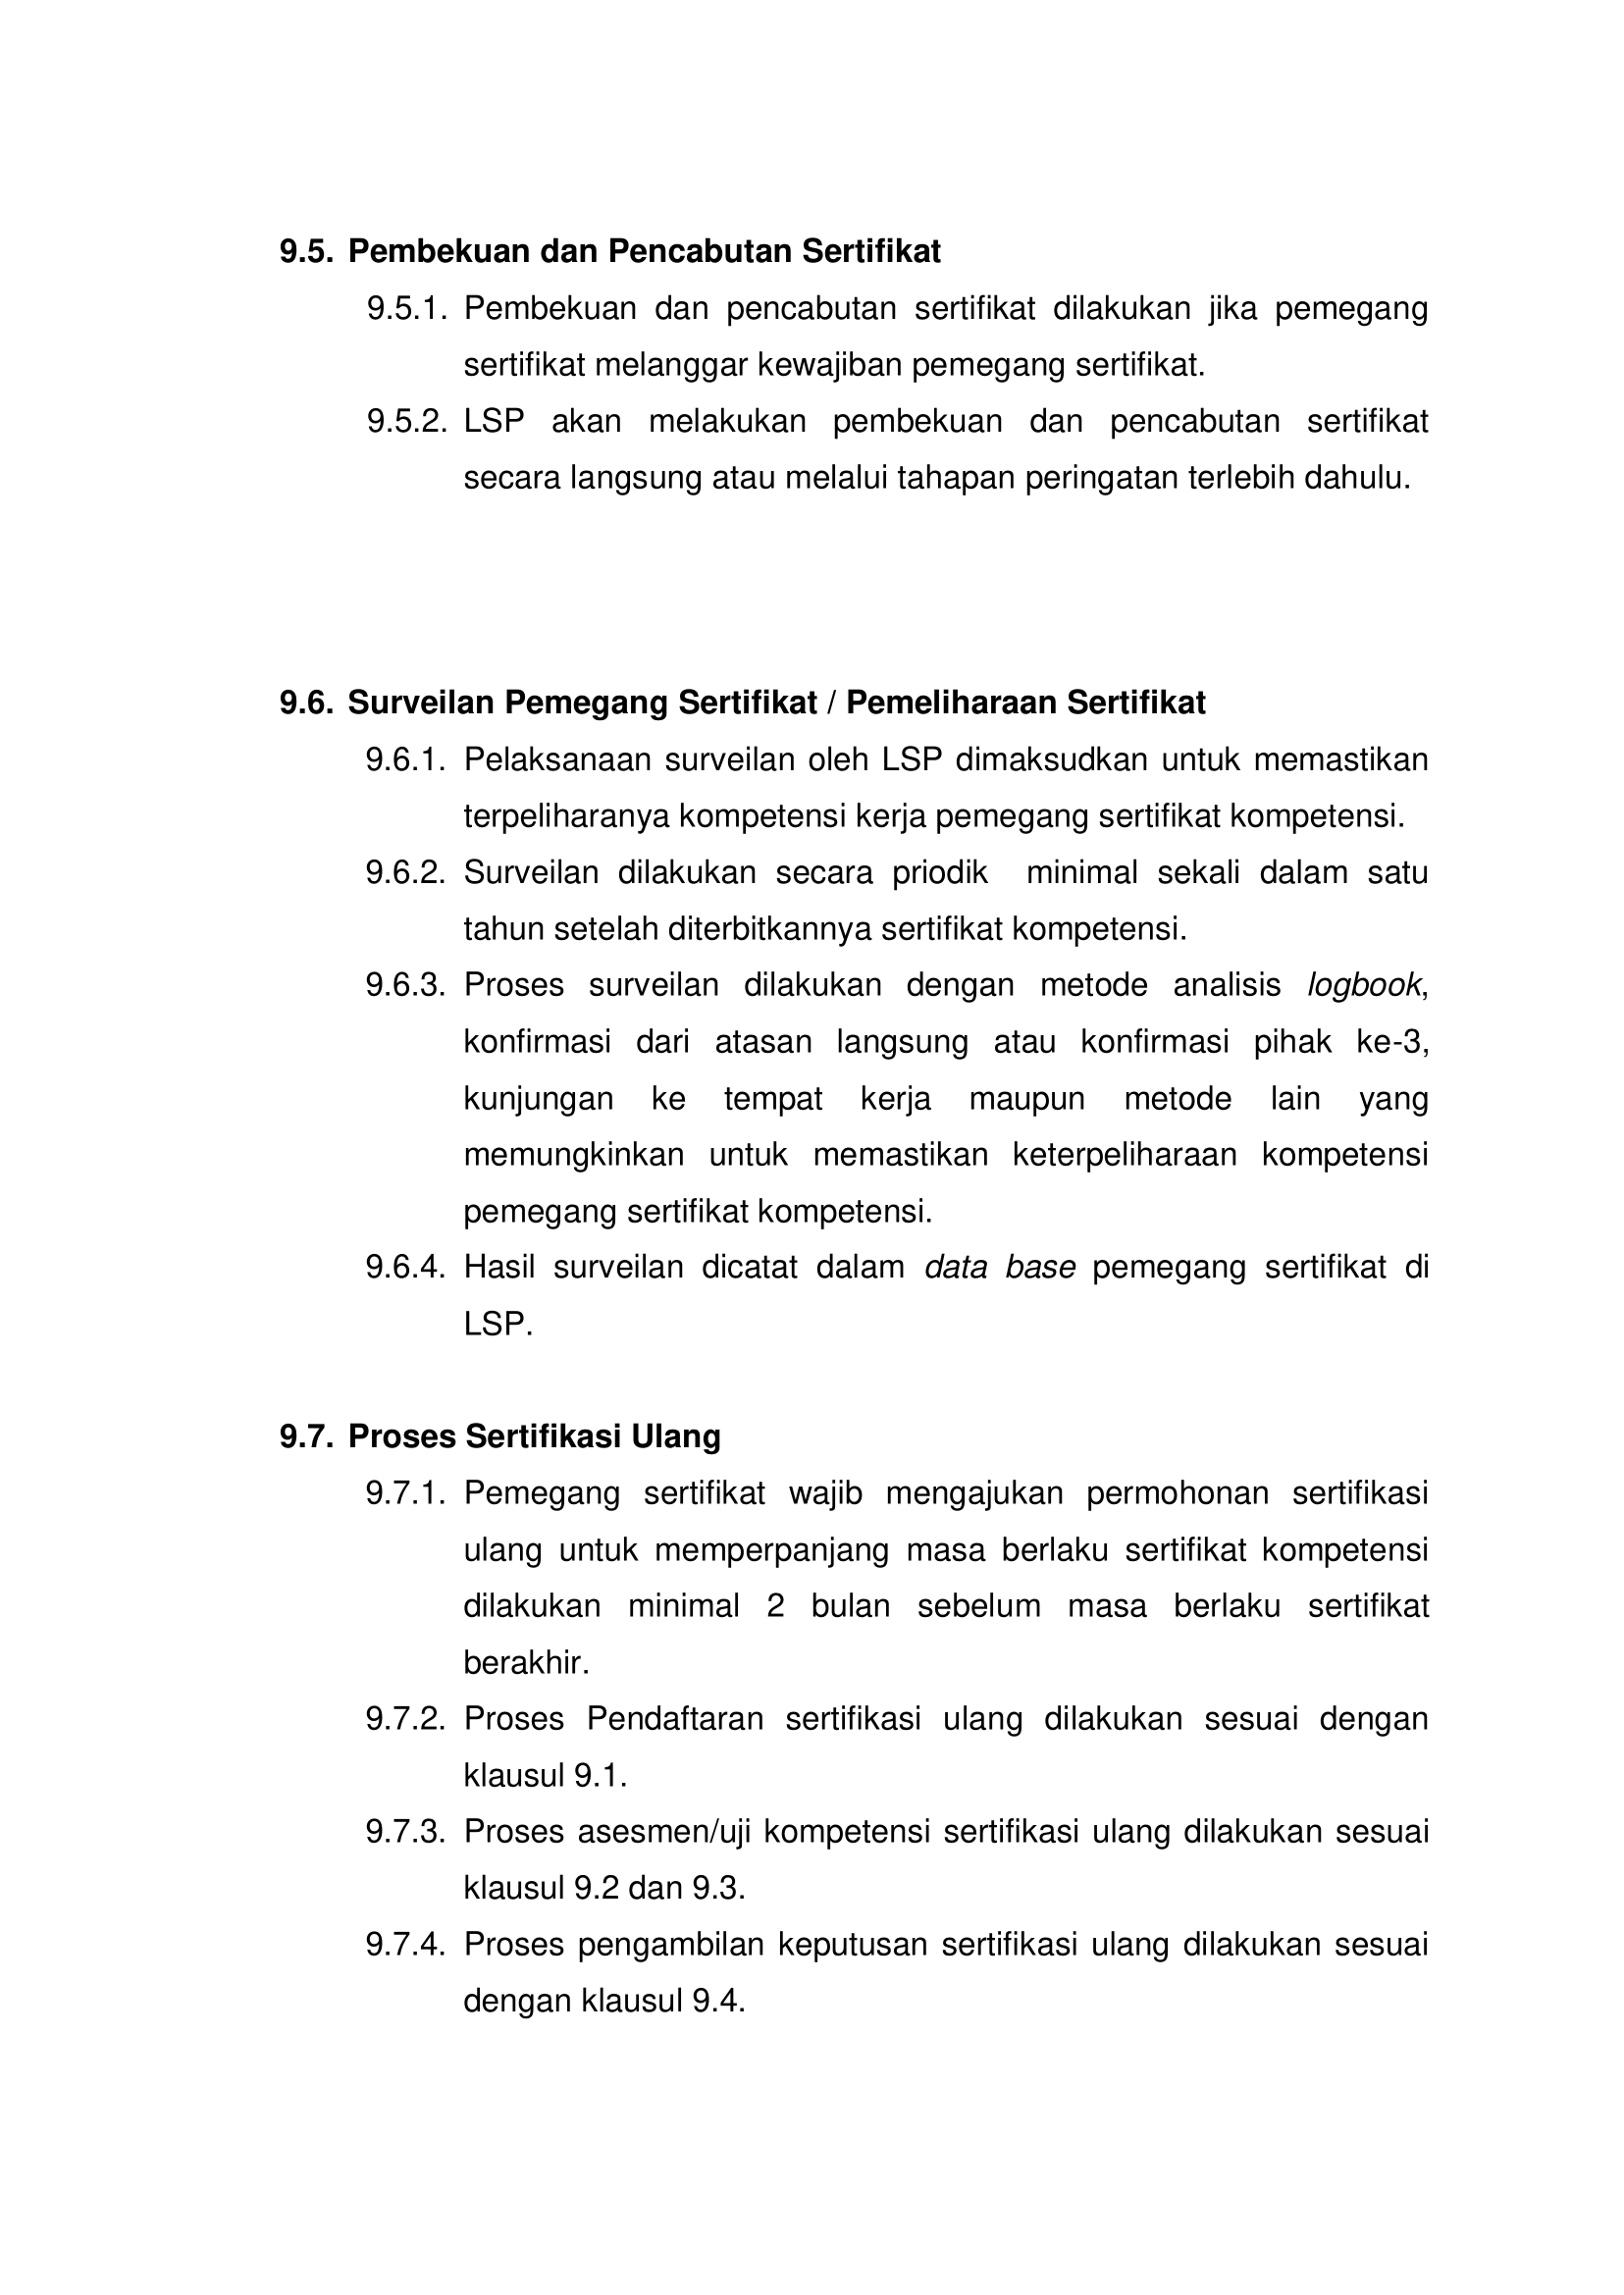 9.5. Pembekuan dan Pencabutan Sertifikat
9.5.1. Pembekuan dan pencabutan sertifikat dilakukan jika pemegang
sertifikat melanggar kewajiban pemegang sertifikat.
9.5.2. LSP akan melakukan pembekuan dan pencabutan sertifikat
secara langsung atau melalui tahapan peringatan terlebih dahulu.
9.6. Surveilan Pemegang Sertifikat / Pemeliharaan Sertifikat
9.6.1. Pelaksanaan surveilan oleh LSP dimaksudkan untuk memastikan
terpeliharanya kompetensi kerja pemegang sertifikat kompetensi.
9.6.2. Surveilan dilakukan secara priodik minimal sekali dalam satu
tahun setelah diterbitkannya sertifikat kompetensi.
9.6.3. Proses surveilan dilakukan dengan metode analisis logbook,
konfirmasi dari atasan langsung atau konfirmasi pihak ke-3,
kunjungan ke tempat kerja maupun metode lain yang
memungkinkan untuk memastikan keterpeliharaan kompetensi
pemegang sertifikat kompetensi.
9.6.4. Hasil surveilan dicatat dalam data base pemegang sertifikat di
LSP.
9.7. Proses Sertifikasi Ulang
9.7.1. Pemegang sertifikat wajib mengajukan permohonan sertifikasi
ulang untuk memperpanjang masa berlaku sertifikat kompetensi
dilakukan minimal 2 bulan sebelum masa berlaku sertifikat
berakhir.
9.7.2. Proses Pendaftaran sertifikasi ulang dilakukan sesuai dengan
klausul 9.1.
9.7.3. Proses asesmen/uji kompetensi sertifikasi ulang dilakukan sesuai
klausul 9.2 dan 9.3.
9.7.4. Proses pengambilan keputusan sertifikasi ulang dilakukan sesuai
dengan klausul 9.4.